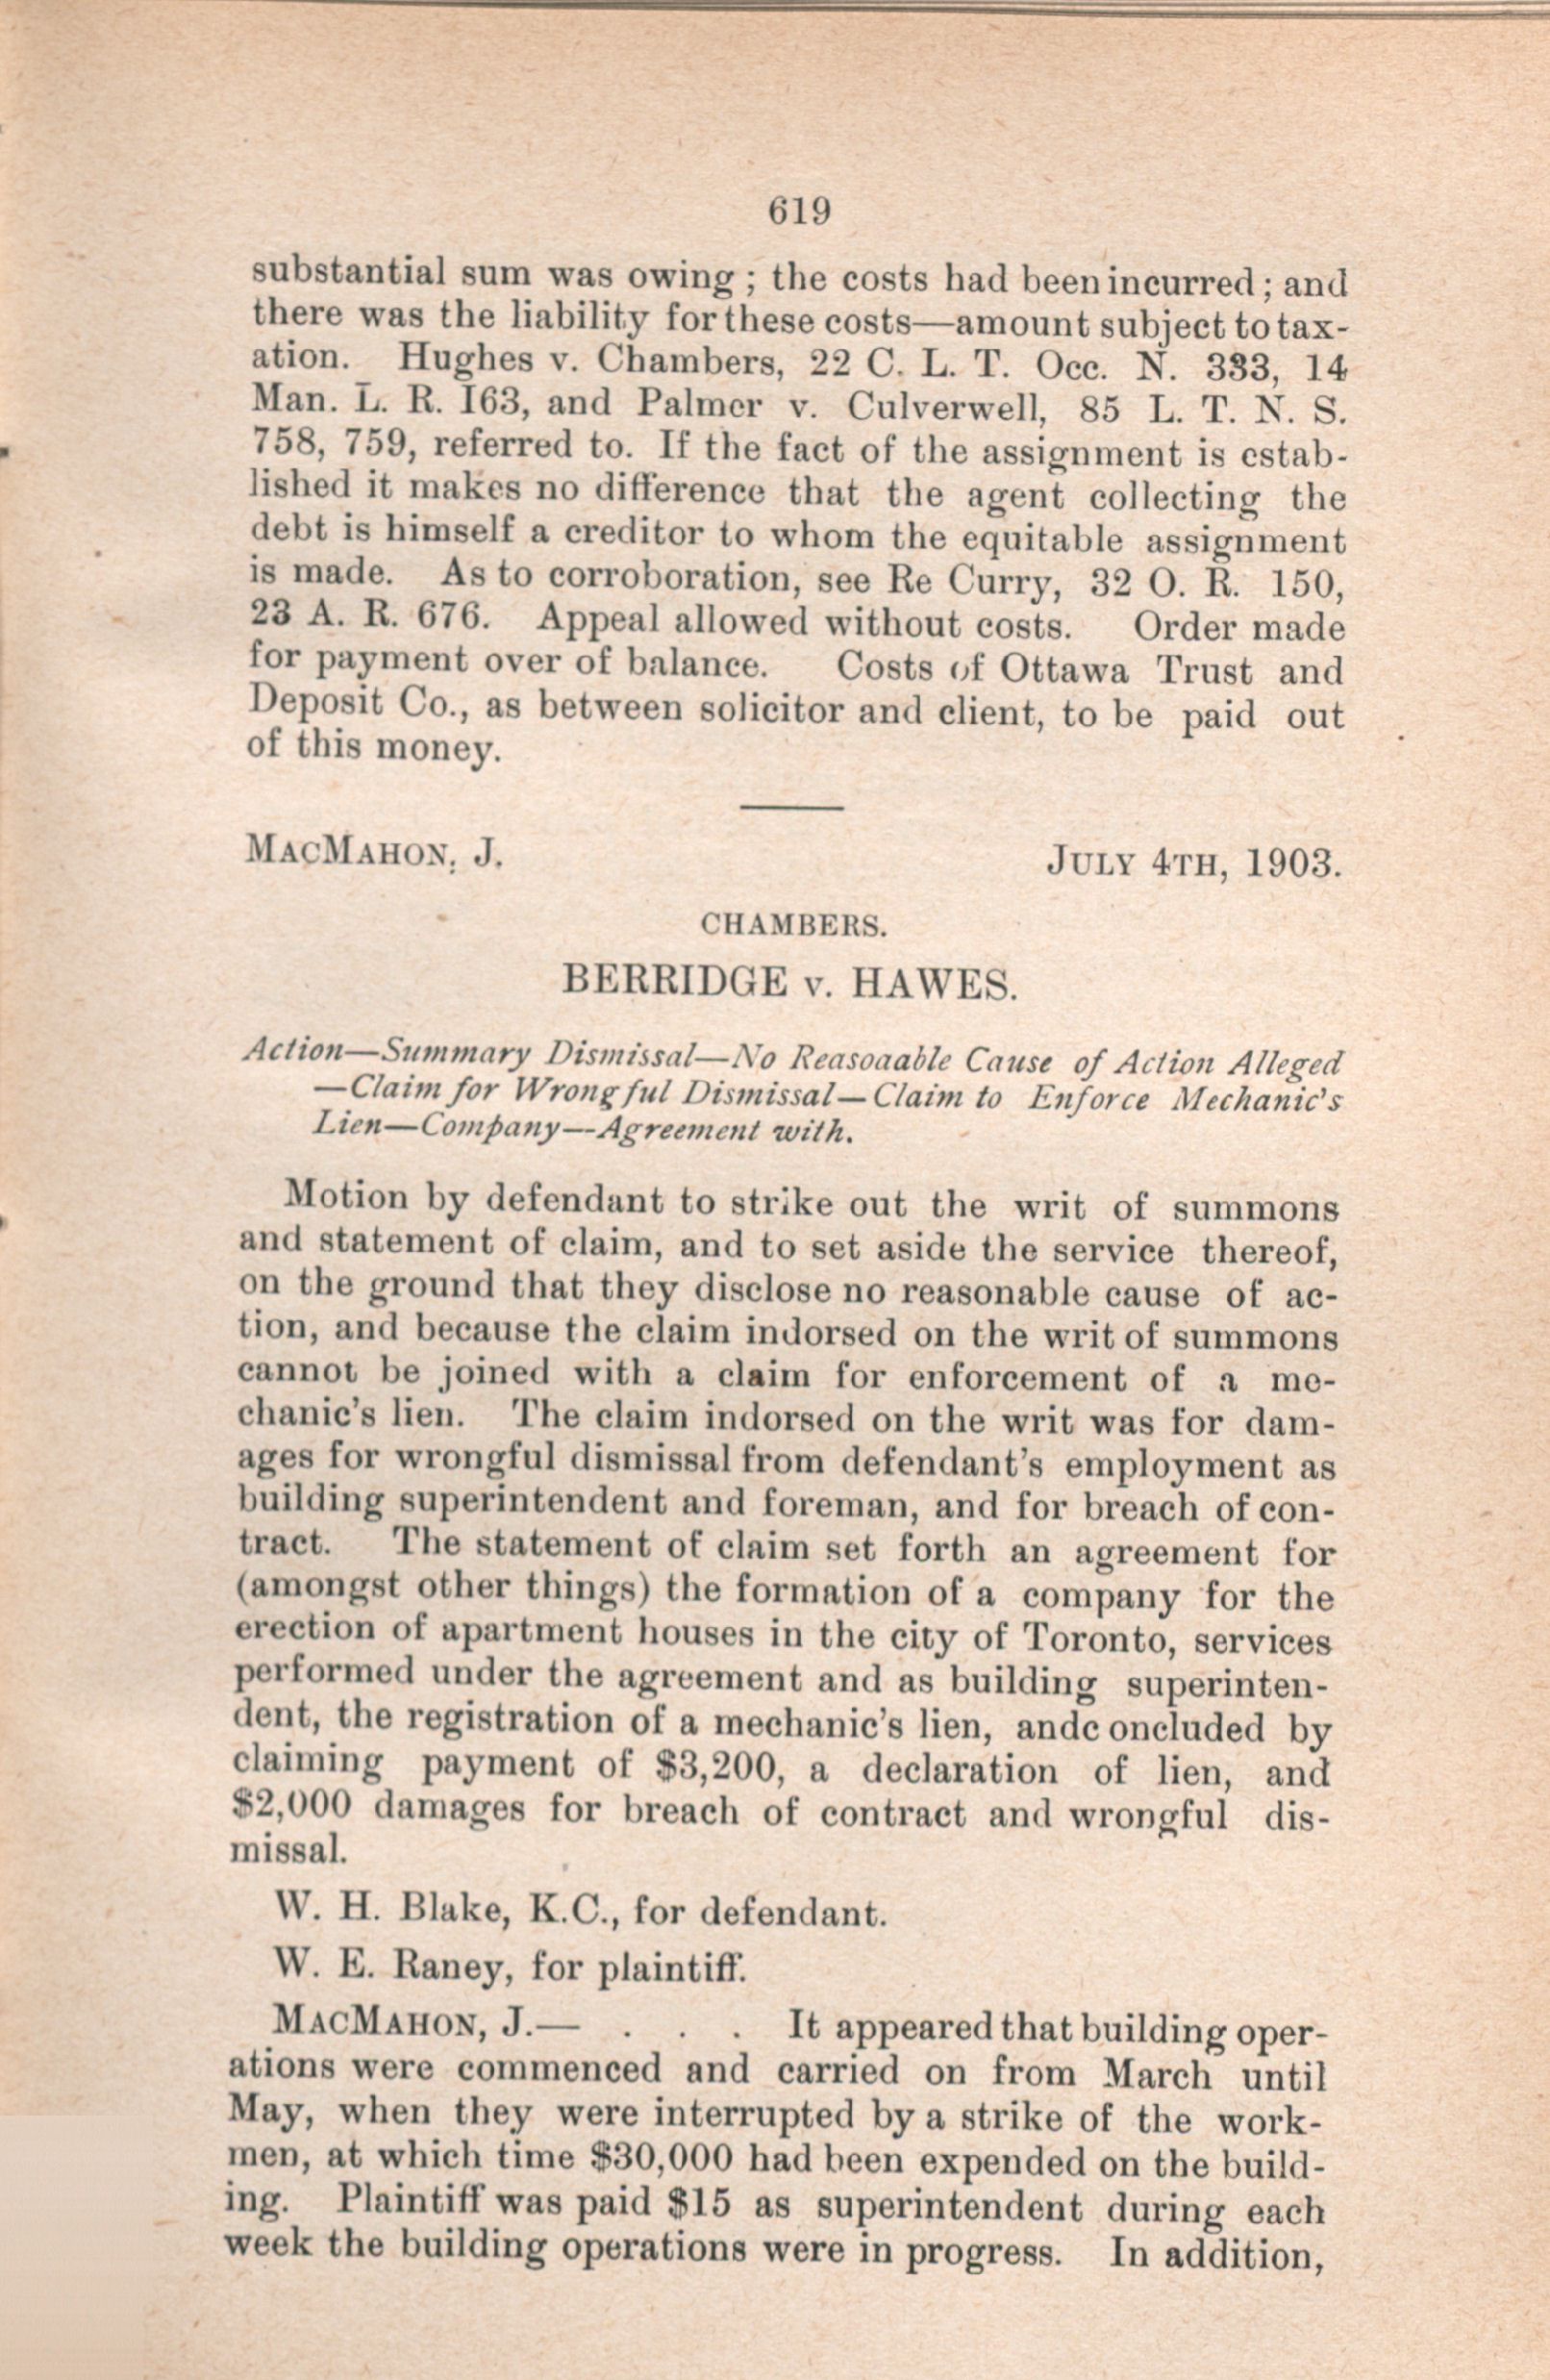 619
substantial sum was owing ; the costs had been incurred ; and
there was the liability for these costs—amount subject to tax-
ation. Hughes v. Chambers, 22 C. L. T. Occ. N. 333, 14
Man. L. R. I63, and Palmer v. Culverwell, 85 L. T. N. S.
758, 759, referred to. If the fact of the assignment is estab-
lished it makes no difference that the agent collecting the
debt is himself a creditor to whom the equitable assignment
is made. As to corroboration, see Re Curry, 32 O. R. 150,
23 A. R. 676. Appeal allowed without costs. Order made
for payment over of balance. Costs of Ottawa Trust and
Deposit Co., as between solicitor and client, to be paid out
of this money.
MACMAHON, J. JULY 4TH, 1903.
CHAMBERS.
BERRIDGE v. HAWES.
Action—Summary Dismissal—No Reasoaable Cause of Action Alleged
—Claim for Wrongful Dismissal—Claim to Enforce Mechanic's
Lien—Company—Agreement with.
Motion by defendant to strike out the writ of summons
and statement of claim, and to set aside the service thereof,
on the ground that they disclose no reasonable cause of ac-
tion, and because the claim indorsed on the writ of summons
cannot be joined with a claim for enforcement of a me-
chanic's lien. The claim indorsed on the writ was for dam-
ages for wrongful dismissal from defendant's employment as
building superintendent and foreman, and for breach of con-
tract. The statement of claim set forth an agreement for
(amongst other things) the formation of a company for the
erection of apartment houses in the city of Toronto, services
performed under the agreement and as building superinten-
dent, the registration of a mechanic's lien, andc oncluded by
claiming payment of $3,200, a declaration of lien, and
$2,000 damages for breach of contract and wrongful dis-
missal.
W. H. Blake, K.C., for defendant.
W. E. Raney, for plaintiff.
MACMAHON, J.— . . . It appeared that building oper-
ations were commenced and carried on from March until
May, when they were interrupted by a strike of the work-
men, at which time $30,000 had been expended on the build-
ing. Plaintiff was paid $15 as superintendent during each
week the building operations were in progress. In addition,